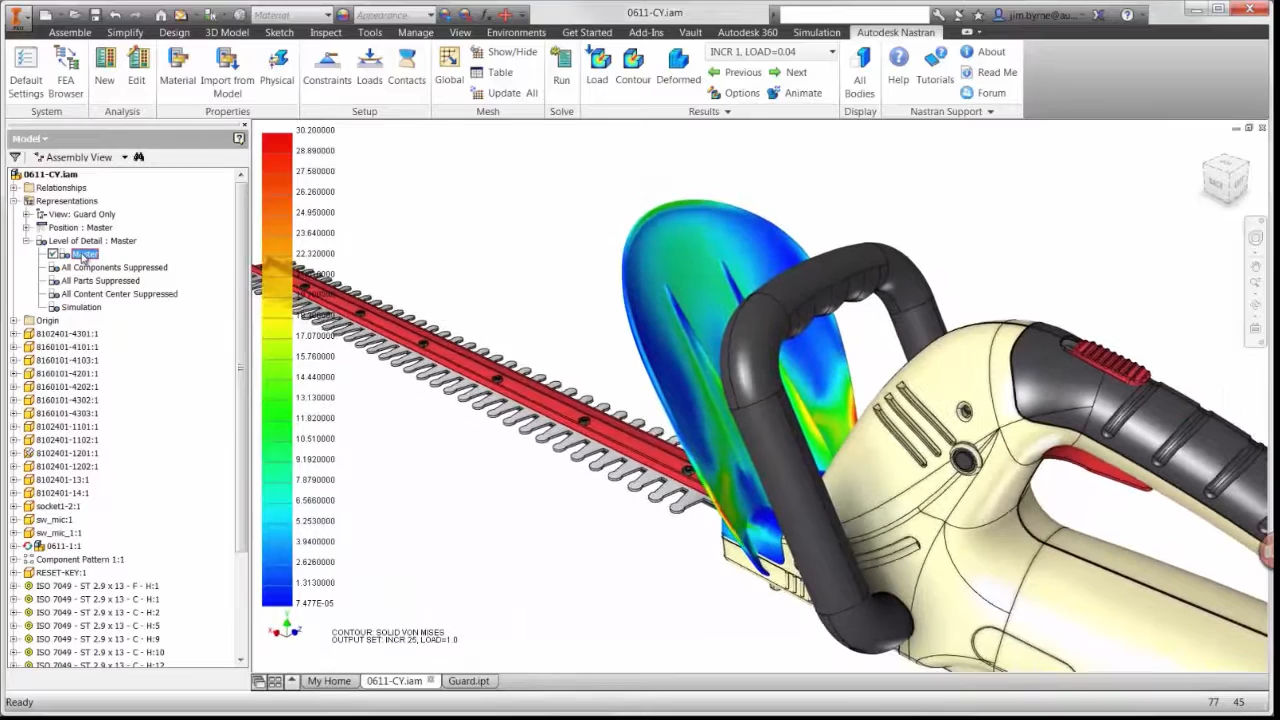 Material
Appearance
0611-CY.iam
jim.byrne@au...
Assemble Simplify Design 3D Model Sketch Inspect Tools Manage View Environments Get Started Add-Ins Vault Autodesk 360 Simulation Autodesk Nastran
Default Settings
FEA Browser
System
New
Edit
Analysis
Material
Import from Model
Physical
Properties
Constraints
Loads
Contacts
Setup
Global
Show/Hide
Table
Update All
Mesh
Run
Solve
Load
Contour
Deformed
INCR 1, LOAD=0.04
Previous
Next
Options
Animate
Results
All Bodies
Display
Help
Tutorials
About
Read Me
Forum
Nastran Support
Model
Assembly View
0611-CY.iam
Relationships
Representations
View: Guard Only
Position : Master
Level of Detail : Master
Master
All Components Suppressed
All Parts Suppressed
All Content Center Suppressed
Simulation
Origin
8102401-4301:1
8160101-4101:1
8160101-4103:1
8160101-4201:1
8160101-4202:1
8160101-4302:1
8160101-4303:1
8102401-1101:1
8102401-1102:1
8102401-1201:1
8102401-1202:1
8102401-13:1
8102401-14:1
socket1-2:1
sw_mic:1
sw_mic_1:1
0611-1:1
Component Pattern 1:1
RESET-KEY:1
ISO 7049 - ST 2.9 x 13 - F - H:1
ISO 7049 - ST 2.9 x 13 - C - H:1
ISO 7049 - ST 2.9 x 13 - C - H:2
ISO 7049 - ST 2.9 x 13 - C - H:5
ISO 7049 - ST 2.9 x 13 - C - H:9
ISO 7049 - ST 2.9 x 13 - C - H:10
ISO 7049 - ST 2.9 x 13 - C - H:12
30.200000
28.890000
27.580000
26.260000
24.950000
23.640000
22.320000
17.070000
15.760000
14.440000
13.130000
11.820000
10.510000
9.1920000
7.8790000
6.5660000
5.2530000
3.9400000
2.6260000
1.3130000
7.477E-05
CONTOUR: SOLID VON MISES
OUTPUT SET: INCR 25, LOAD=1.0
BACK
My Home
0611-CY.iam
Guard.ipt
Ready
77 45